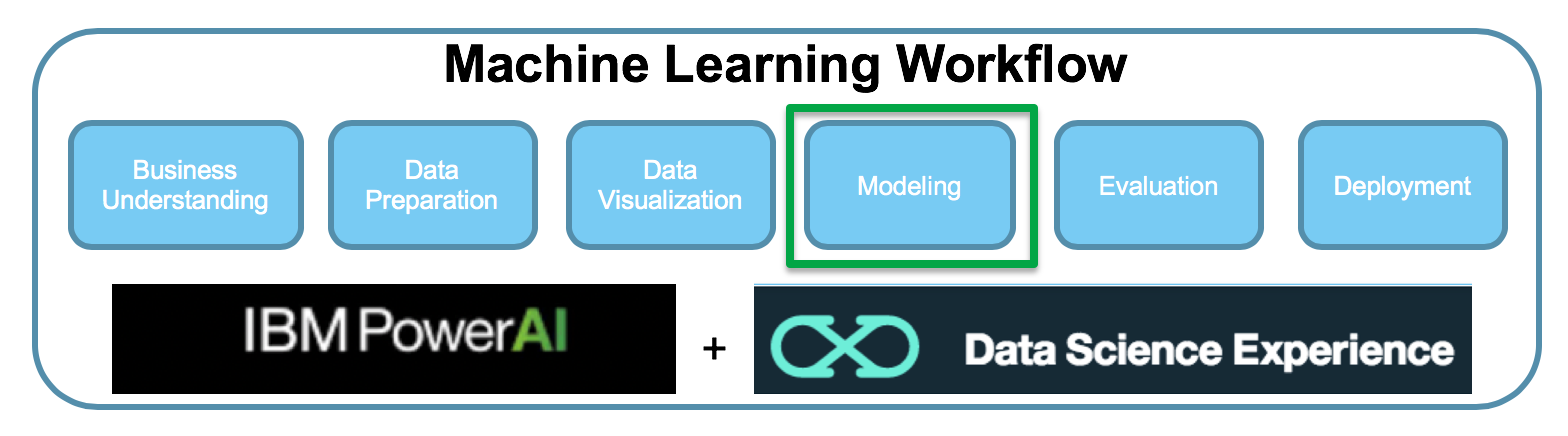 Machine Learning Workflow
Business
Understanding
Data
Preparation
Data
Visualization
Modeling
Evaluation
Deployment
IBM PowerAI
+
Data Science Experience